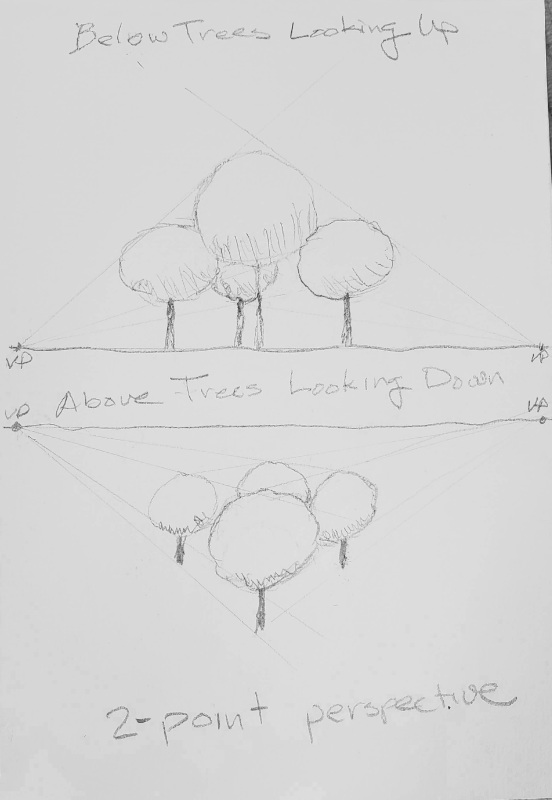 Below Trees Looking Up
VP VP
Above Trees Looking Down
VP VP
2-point perspective